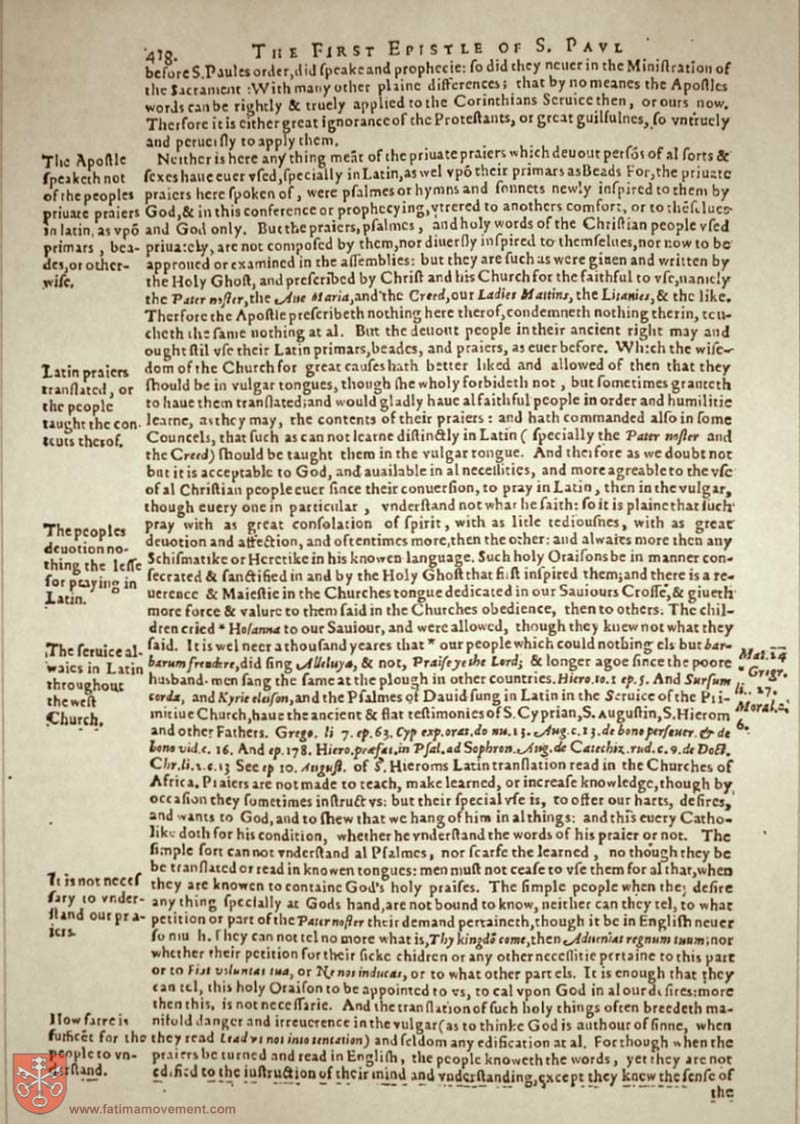 418. THE FIRST EPISTLE OF S. PAVL
before S. Paules order, did ſpeake and prophecie: ſo did they neuer in the Miniſtration of
the Sacrament: With many other plaine differences; that by no meanes the Apoſtles
words can be rightly & truely applied to the Corinthians Seruice then, or ours now.
Therfore it is either great ignorance of the Proteſtants, or great guilfulnes, ſo vntruely
and peruerſly to apply them.
Neither is here any thing meāt of the priuate praiers which deuout perſōs of al ſorts &
ſexes haue euer vſed, ſpecially in Latin, as wel vpō their primars as Beads For, the priuate
praiers here ſpoken of, were pſalmes or hymns and ſonnets newly inſpired to them by
God, & in this conference or prophecying, vttered to anothers comfort, or to thēſelues
and God only. But the praiers, pſalmes, and holy words of the Chriſtian people vſed
priuately, are not compoſed by them, nor diuerſly inſpired to themſelues, nor now to be
approued or examined in the aſſemblies: but they are ſuch as were giuen and written by
the Holy Ghoſt, and preſcribed by Chriſt and his Church for the faithful to vſe, namely
the Pater noſter, the Aue Maria, and the Creed, our Ladies Mattins, the Litanies, & the like.
Therfore the Apoſtle preſcribeth nothing here therof, condemneth nothing therin, tou-
cheth the ſame nothing at al. But the deuout people in their ancient right may and
ought ſtil vſe their Latin primars, beades, and praiers, as euer before. Which the wiſe-
dom of the Church for great cauſes hath better liked and allowed of then that they
ſhould be in vulgar tongues, though ſhe wholy forbideth not, but ſometimes granteth
to haue them tranſlated; and would gladly haue al faithful people in order and humilitie
learne, as they may, the contents of their praiers: and hath commanded alſo in ſome
Councels, that ſuch as can not learne diſtinctly in Latin (ſpecially the Pater noſter and
the Creed) ſhould be taught them in the vulgar tongue. And therfore as we doubt not
but it is acceptable to God, and auailable in al neceſſities, and more agreable to the vſe
of al Chriſtian people euer ſince their conuerſion, to pray in Latin, then in the vulgar,
though euery one in particular, vnderſtand not what he ſaith: ſo it is plaine that ſuch
pray with as great conſolation of ſpirit, with as litle tediouſnes, with as great
deuotion and affection, and oftentimes more, then the other: and alwaies more then any
Schiſmatike or Heretike in his knowen language. Such holy Oraiſons be in manner con-
ſecrated & ſanctified in and by the Holy Ghoſt that firſt inſpired them; and there is a re-
uerence & Maieſtie in the Churches tongue dedicated in our Sauiours Croſſe, & giueth
more force & valure to them ſaid in the Churches obedience, then to others. The chil-
dren cried * Hoſanna to our Sauiour, and were allowed, though they knew not what they
ſaid. It is wel neer a thouſand yeares that * our people which could nothing els but bar-
barum frendere, did ſing Alleluya, & not, Praiſe ye the Lord; & longer agoe ſince the poore
husband-men ſang the ſame at the plough in other countries. Hiero. to. 1 ep. 5. And Surſum
corda, and Kyrie eleiſon, and the Pſalmes of Dauid ſung in Latin in the Seruice of the Pri-
mitiue Church, haue the ancient & flat teſtimonies of S. Cyprian, S. Auguſtin, S. Hierom
and other Fathers. Grego. li 7. ep. 63. Cyp exp. orat. do nu. 13. Aug. c. 13. de bono perſeuer. & de
bono vid. c. 16. And ep. 178. Hiero. præfat. in Pſal. ad Sophron. Aug. de Catechiz. rud. c. 9. de Doct.
Chr. li. 2. c. 13 See ep 10. Auguſt. of S. Hieroms Latin tranſlation read in the Churches of
Africa. Praiers are not made to teach, make learned, or increaſe knowledge, though by
occaſion they ſometimes inſtruct vs: but their ſpecial vſe is, to offer our harts, deſires,
and wants to God, and to ſhew that we hang of him in al things: and this euery Catho-
like doth for his condition, whether he vnderſtand the words of his praier or not. The
ſimple ſort can not vnderſtand al Pſalmes, nor ſcarſe the learned, no though they be
be tranſlated or read in knowen tongues: men muſt not ceaſe to vſe them for al that, when
they are knowen to containe God's holy praiſes. The ſimple people when they deſire
any thing ſpecially at Gods hand, are not bound to know, neither can they tel, to what
petition or part of the Pater noſter their demand pertaineth, though it be in Engliſh neuer
ſo mu h. They can not tel no more what is, Thy kingdō come, then Adueniat regnum tuum; nor
whether their petition for their ſicke chidren or any other neceſſitie pertaine to this part
or to Fiat voluntas tua, or Ne nos inducas, or to what other part els. It is enough that they
can tel, this holy Oraiſon to be appointed to vs, to cal vpon God in al our deſires: more
then this, is not neceſſarie. And the tranſlation of ſuch holy things often breedeth ma-
nifold danger and irreuerence in the vulgar (as to thinke God is authour of ſinne, when
they read Lead vs not into tentation) and ſeldom any edification at al. For though when the
praiers be turned and read in Engliſh, the people knoweth the words, yet they are not
edified to the inſtruction of their mind and vnderſtanding, except they knew the ſenſe of
the
The Apoſtle
ſpeaketh not
of the peoples
priuate praiers
in latin, as vpō
primars, bea-
des, or other-
wiſe.
Latin praiers
tranſlated, or
the people
taught the con-
tēts therof.
The peoples
deuotion no-
thing the leſſe
for praying in
Latin.
The ſeruice al-
waies in Latin
throughout
the weſt
Church.
It is not neceſ
ſary to vnder-
ſtand our pra-
iers.
How farre is
ſufficēt for the
people to vn-
derſtand.
Mat. 14
* Gregr.
li. 27.
Moral. c.
6.
www.fatimamovement.com